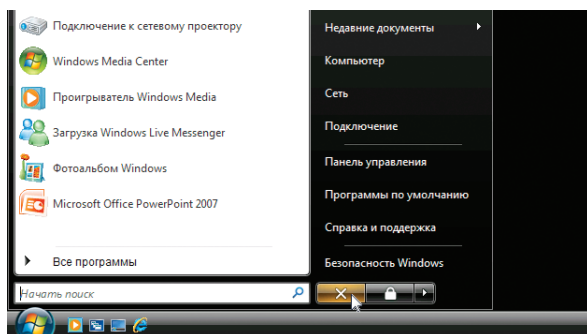 Подключение к сетевому проектору
Windows Media Center
Проигрыватель Windows Media
Загрузка Windows Live Messenger
Фотоальбом Windows
Microsoft Office PowerPoint 2007
Все программы
Начать поиск
Недавние документы
Компьютер
Сеть
Подключение
Панель управления
Программы по умолчанию
Справка и поддержка
Безопасность Windows